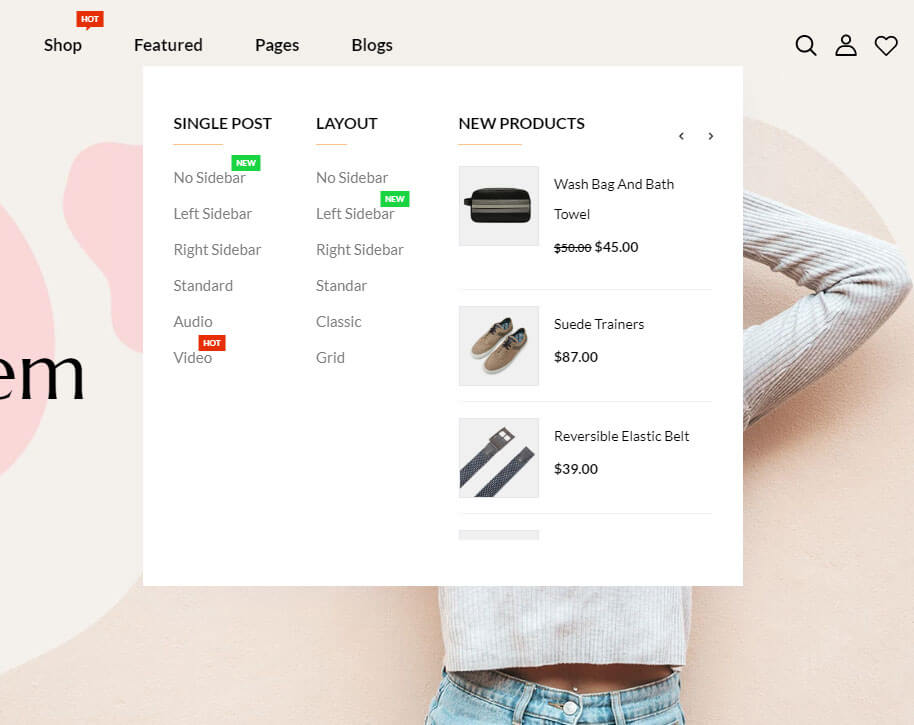 HOT
Shop
Featured
Pages
Blogs
SINGLE POST
NEW
No Sidebar
Left Sidebar
Right Sidebar
Standard
Audio
HOT
Video
LAYOUT
No Sidebar
NEW
Left Sidebar
Right Sidebar
Standar
Classic
Grid
NEW PRODUCTS
Wash Bag And Bath
Towel
$50.00 $45.00
Suede Trainers
$87.00
Reversible Elastic Belt
$39.00
em